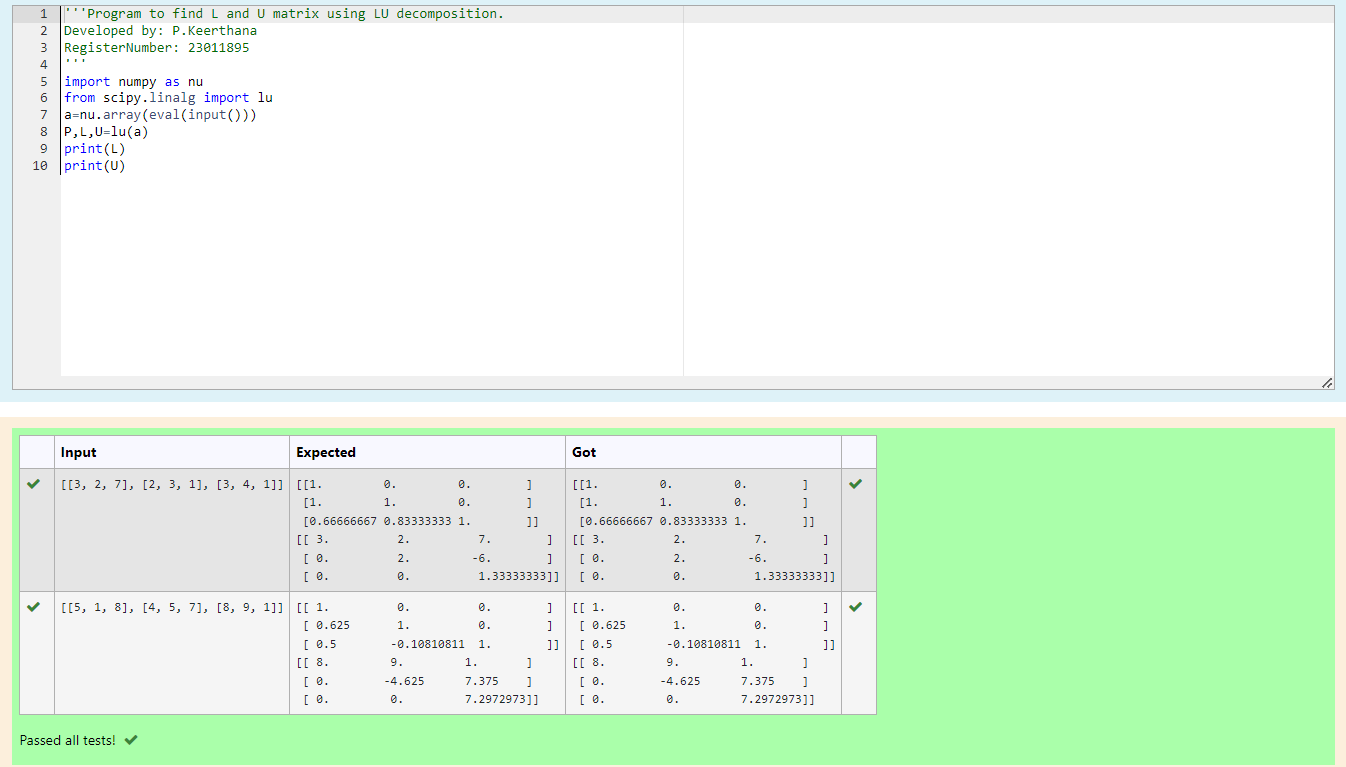 1 '''Program to find L and U matrix using LU decomposition.
2 Developed by: P.Keerthana
3 RegisterNumber: 23011895
4 '''
5 import numpy as nu
6 from scipy.linalg import lu
7 a=nu.array(eval(input()))
8 P,L,U=lu(a)
9 print(L)
10 print(U)
Input Expected Got
[[3, 2, 7], [2, 3, 1], [3, 4, 1]] [[1. 0. 0. ] [[1. 0. 0. ]
[1. 1. 0. ] [1. 1. 0. ]
[0.66666667 0.83333333 1. ]] [0.66666667 0.83333333 1. ]]
[[ 3. 2. 7. ] [[ 3. 2. 7. ]
[ 0. 2. -6. ] [ 0. 2. -6. ]
[ 0. 0. 1.33333333]] [ 0. 0. 1.33333333]]
[[5, 1, 8], [4, 5, 7], [8, 9, 1]] [[ 1. 0. 0. ] [[ 1. 0. 0. ]
[ 0.625 1. 0. ] [ 0.625 1. 0. ]
[ 0.5 -0.10810811 1. ]] [ 0.5 -0.10810811 1. ]]
[[ 8. 9. 1. ] [[ 8. 9. 1. ]
[ 0. -4.625 7.375 ] [ 0. -4.625 7.375 ]
[ 0. 0. 7.2972973]] [ 0. 0. 7.2972973]]
Passed all tests!